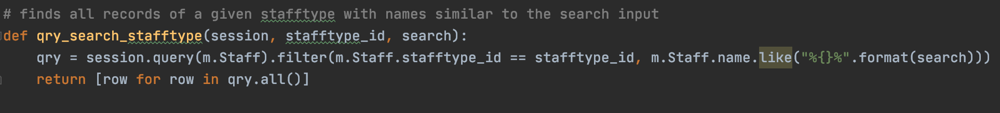 # finds all records of a given stafftype with names similar to the search input
def qry_search_stafftype(session, stafftype_id, search):
    qry = session.query(m.Staff).filter(m.Staff.stafftype_id == stafftype_id, m.Staff.name.like("%{}%".format(search)))
    return [row for row in qry.all()]